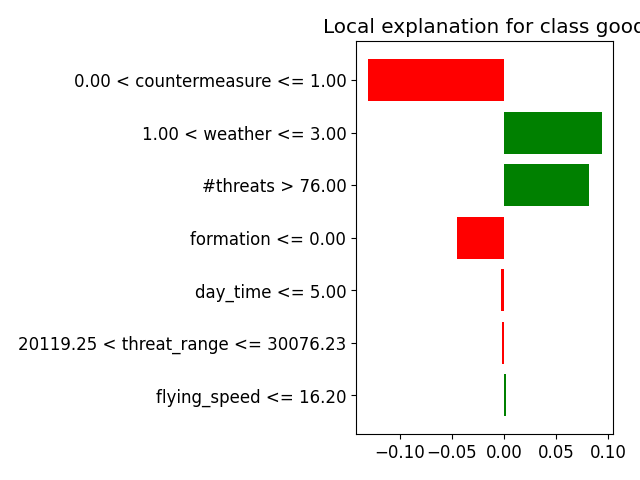 Local explanation for class good
0.00 < countermeasure <= 1.00
1.00 < weather <= 3.00
#threats > 76.00
formation <= 0.00
day_time <= 5.00
20119.25 < threat_range <= 30076.23
flying_speed <= 16.20
−0.10 −0.05 0.00 0.05 0.10